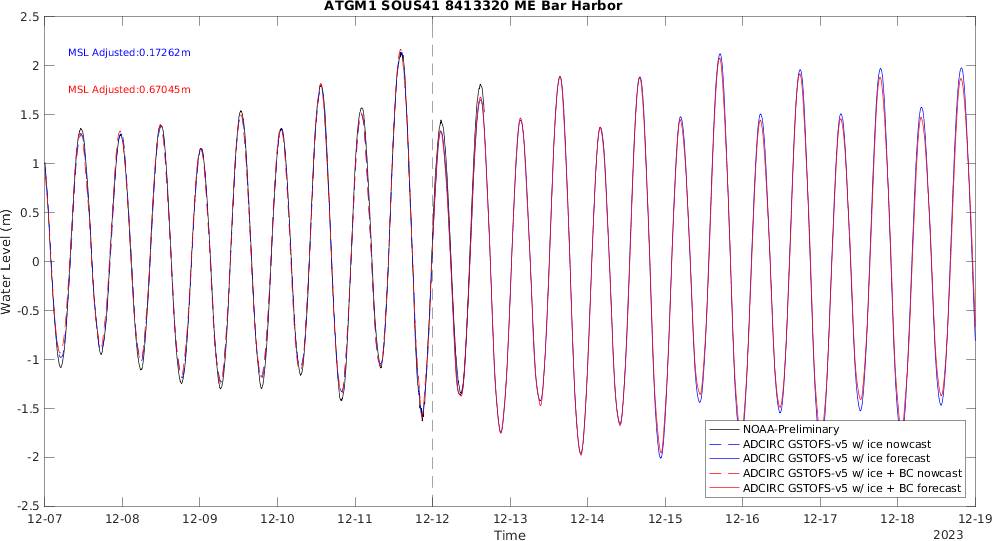 ATGM1 SOUS41 8413320 ME Bar Harbor
MSL Adjusted:0.17262m
MSL Adjusted:0.67045m
Water Level (m)
2.5
2
1.5
1
0.5
0
-0.5
-1
-1.5
-2
-2.5
NOAA-Preliminary
ADCIRC GSTOFS-v5 w/ ice nowcast
ADCIRC GSTOFS-v5 w/ ice forecast
ADCIRC GSTOFS-v5 w/ ice + BC nowcast
ADCIRC GSTOFS-v5 w/ ice + BC forecast
12-07 12-08 12-09 12-10 12-11 12-12 12-13 12-14 12-15 12-16 12-17 12-18 12-19
Time
2023